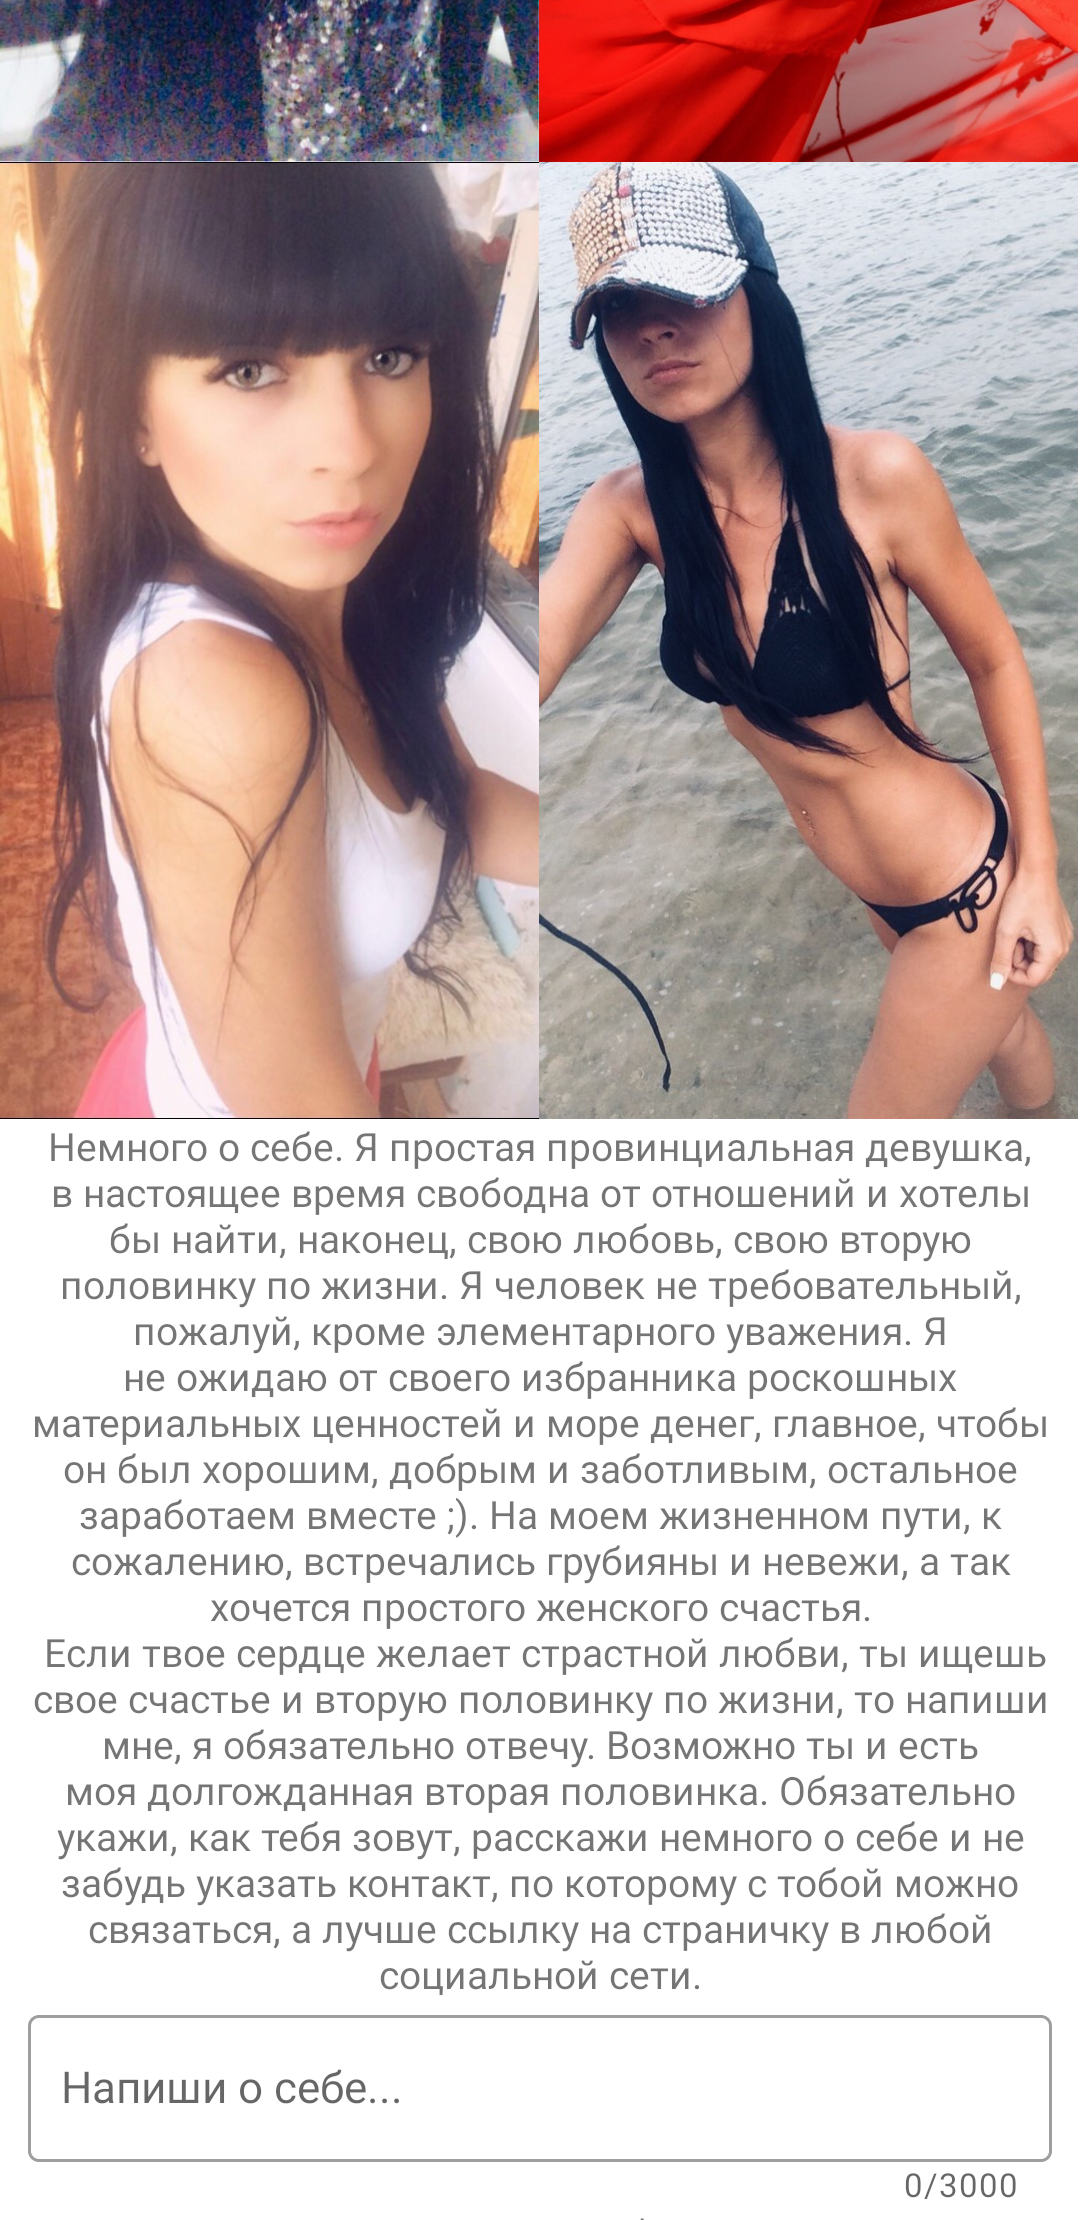 Немного о себе. Я простая провинциальная девушка,
в настоящее время свободна от отношений и хотелы
бы найти, наконец, свою любовь, свою вторую
половинку по жизни. Я человек не требовательный,
пожалуй, кроме элементарного уважения. Я
не ожидаю от своего избранника роскошных
материальных ценностей и море денег, главное, чтобы
он был хорошим, добрым и заботливым, остальное
заработаем вместе ;). На моем жизненном пути, к
сожалению, встречались грубияны и невежи, а так
хочется простого женского счастья.
Если твое сердце желает страстной любви, ты ищешь
свое счастье и вторую половинку по жизни, то напиши
мне, я обязательно отвечу. Возможно ты и есть
моя долгожданная вторая половинка. Обязательно
укажи, как тебя зовут, расскажи немного о себе и не
забудь указать контакт, по которому с тобой можно
связаться, а лучше ссылку на страничку в любой
социальной сети.
Напиши о себе...
0/3000